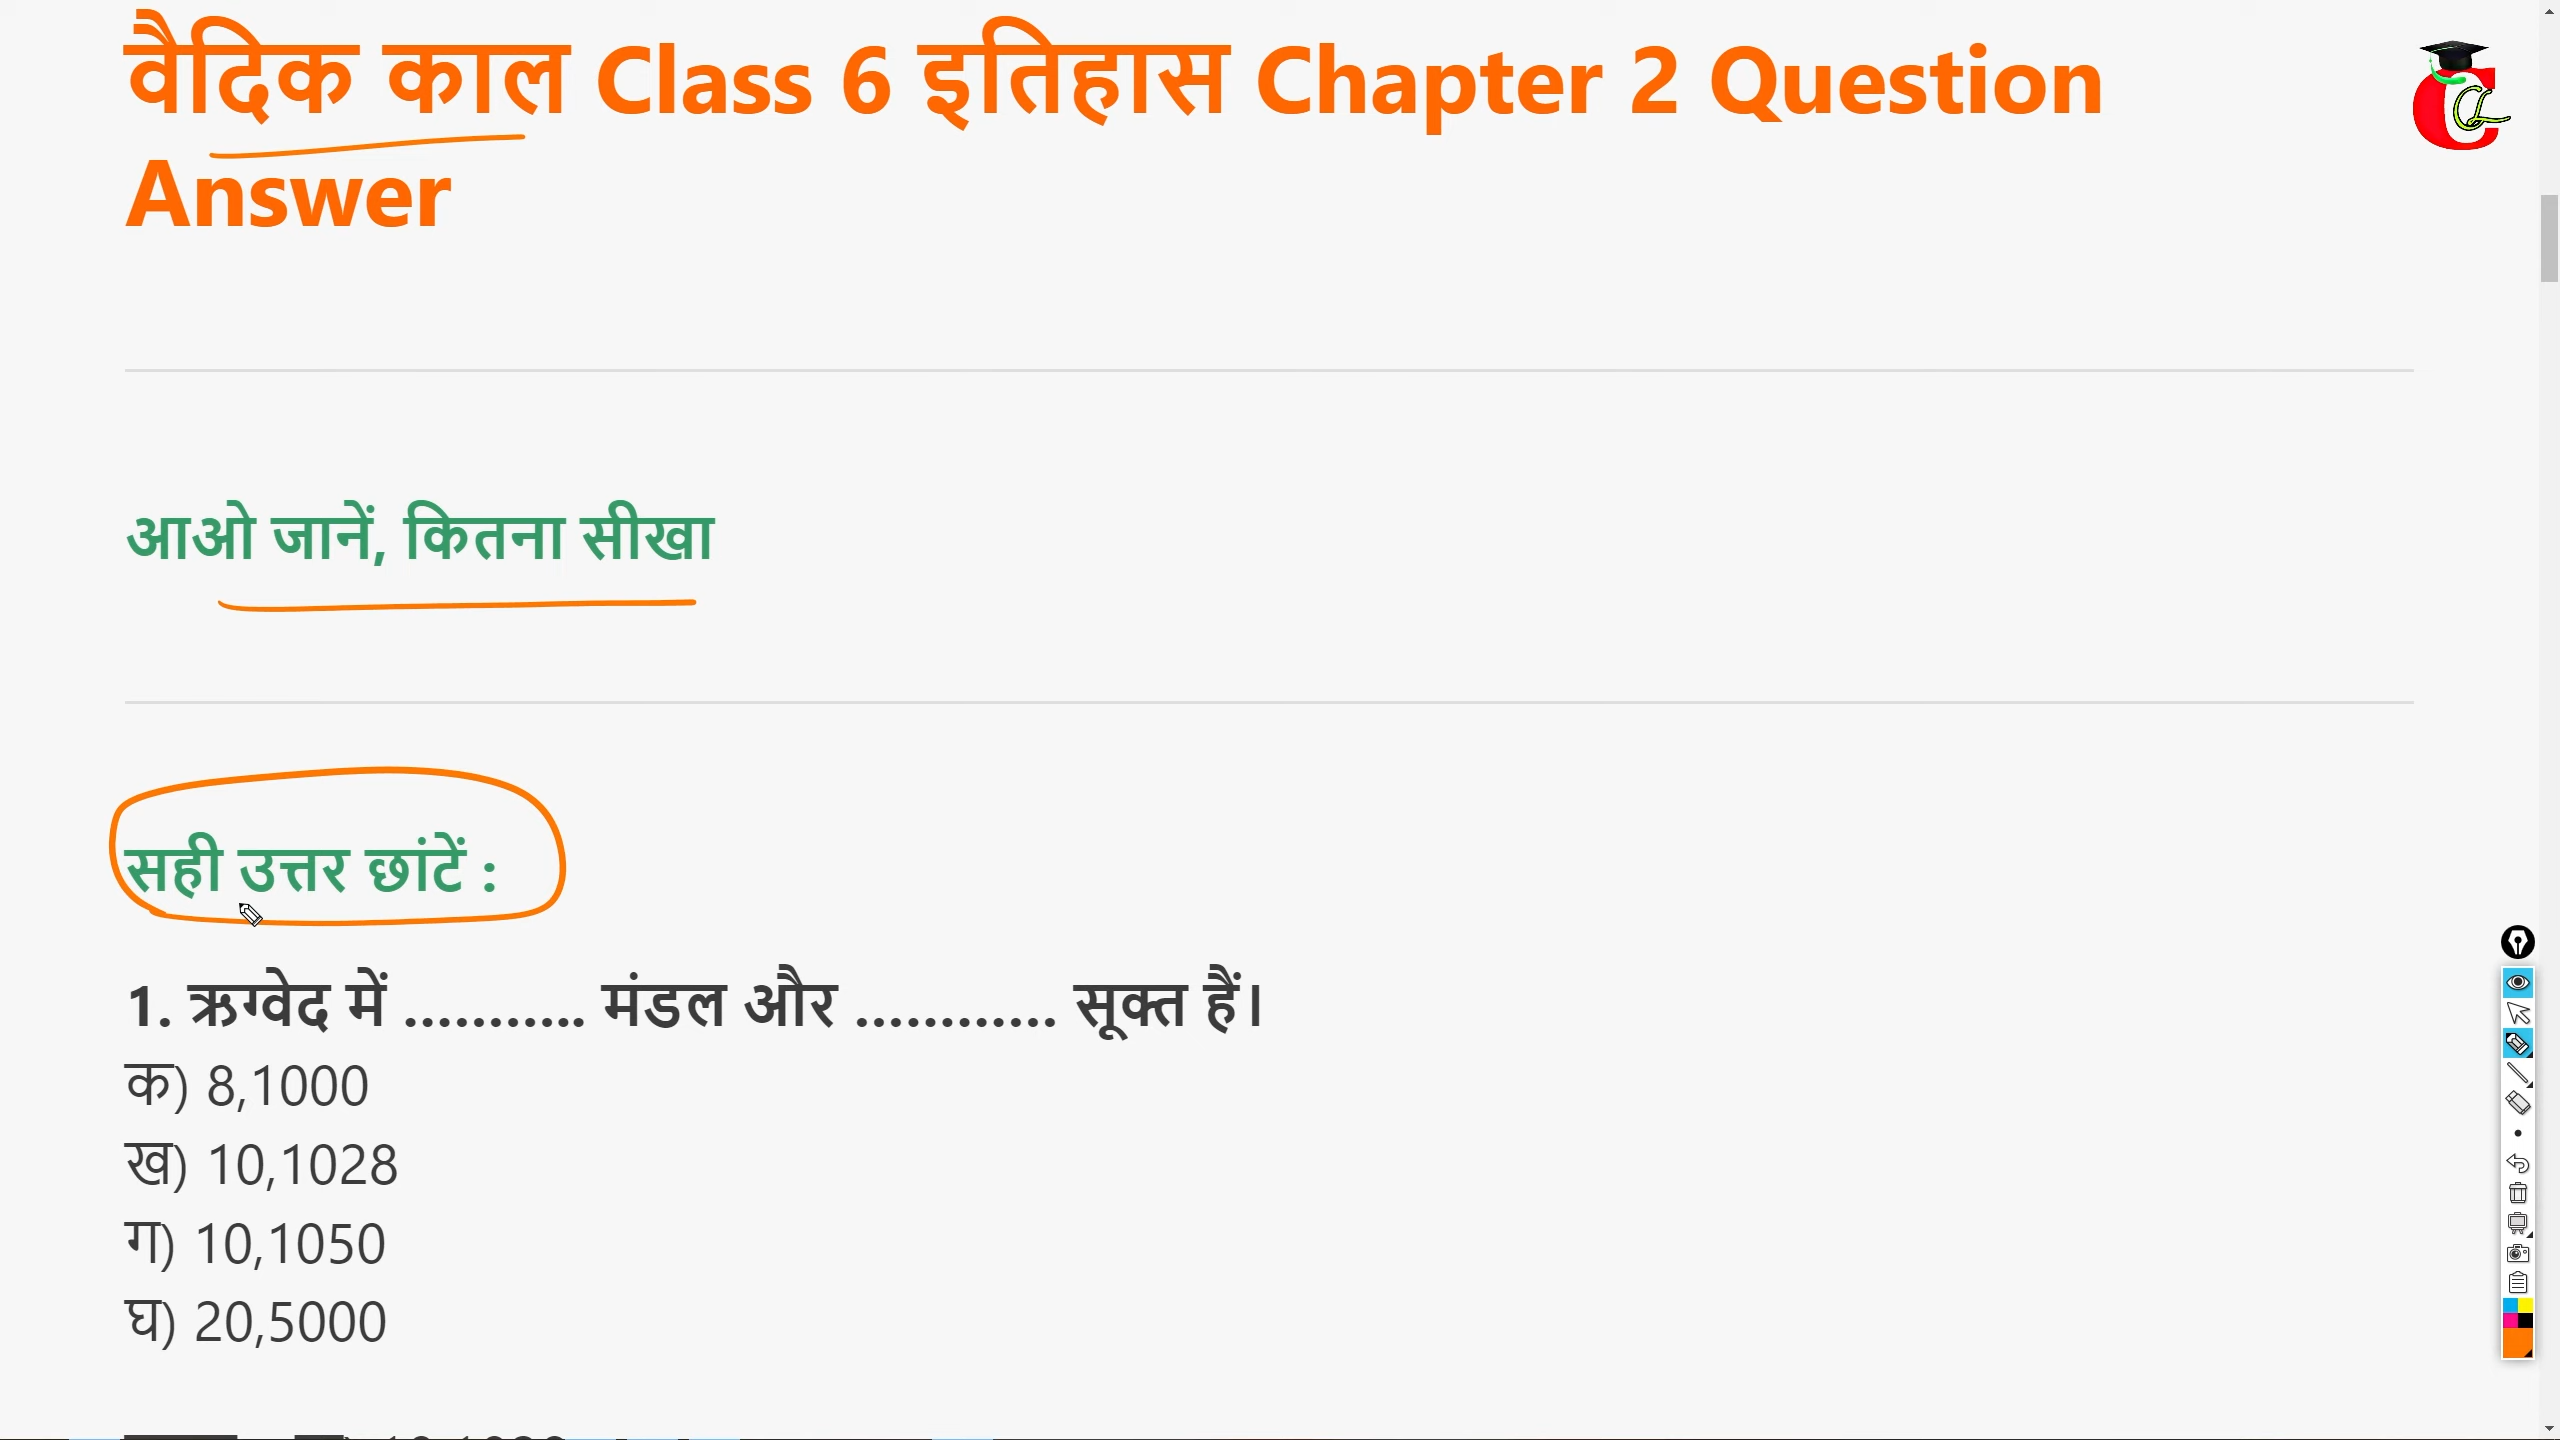 वैदिक काल Class 6 इतिहास Chapter 2 Question
Answer
आओ जानें, कितना सीखा
सही उत्तर छांटें :
1. ऋग्वेद में ........... मंडल और ............ सूक्त हैं।
क) 8,1000
ख) 10,1028
ग) 10,1050
घ) 20,5000